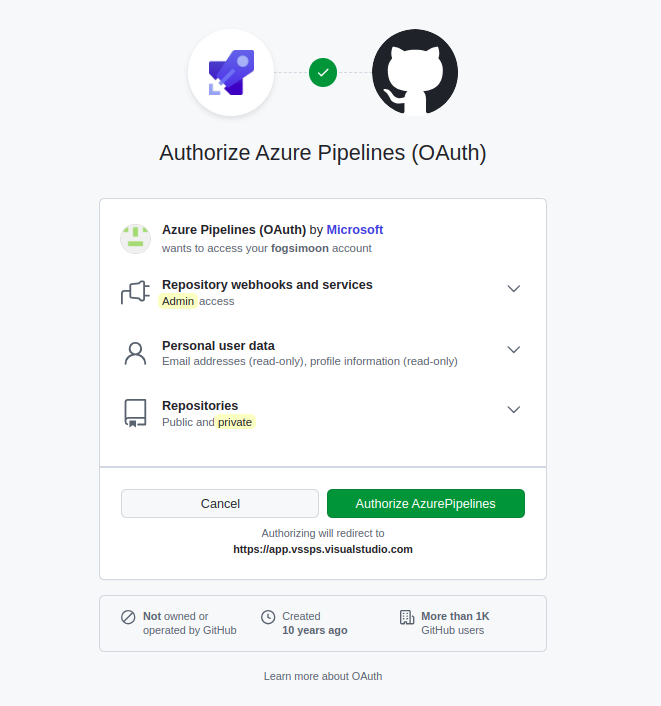 Authorize Azure Pipelines (OAuth)
Azure Pipelines (OAuth) by Microsoft
wants to access your fogsimoon account
Repository webhooks and services
Admin access
Personal user data
Email addresses (read-only), profile information (read-only)
Repositories
Public and private
Cancel
Authorize AzurePipelines
Authorizing will redirect to
https://app.vssps.visualstudio.com
Not owned or
operated by GitHub
Created
10 years ago
More than 1K
GitHub users
Learn more about OAuth